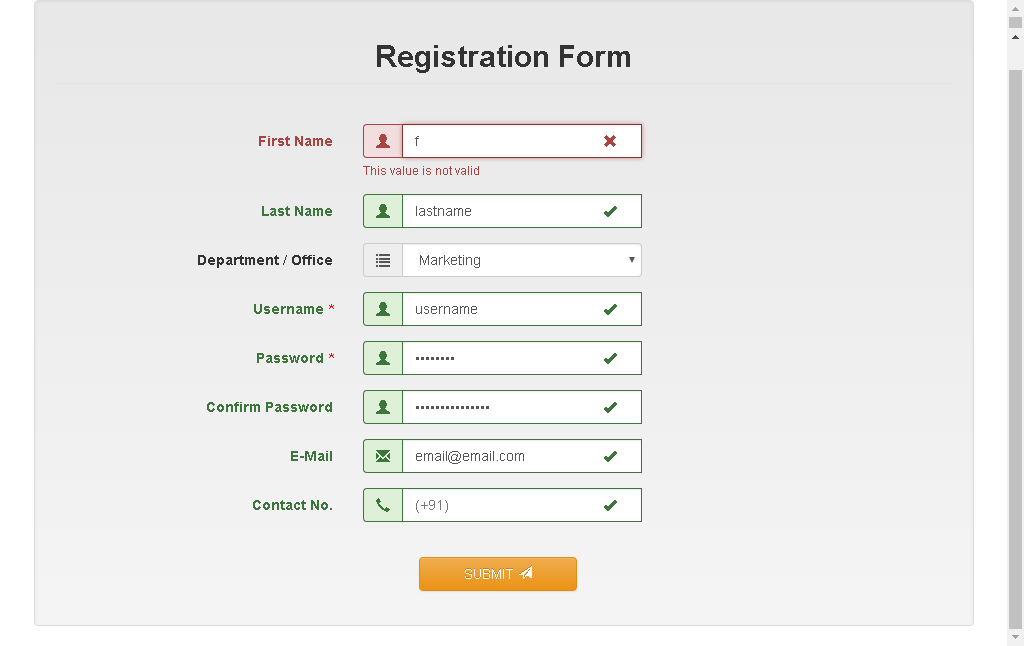 Registration Form
First Name f
This value is not valid
Last Name lastname
Department / Office Marketing
Username * username
Password * ••••••••
Confirm Password •••••••••••••••
E-Mail email@email.com
Contact No. (+91)
SUBMIT